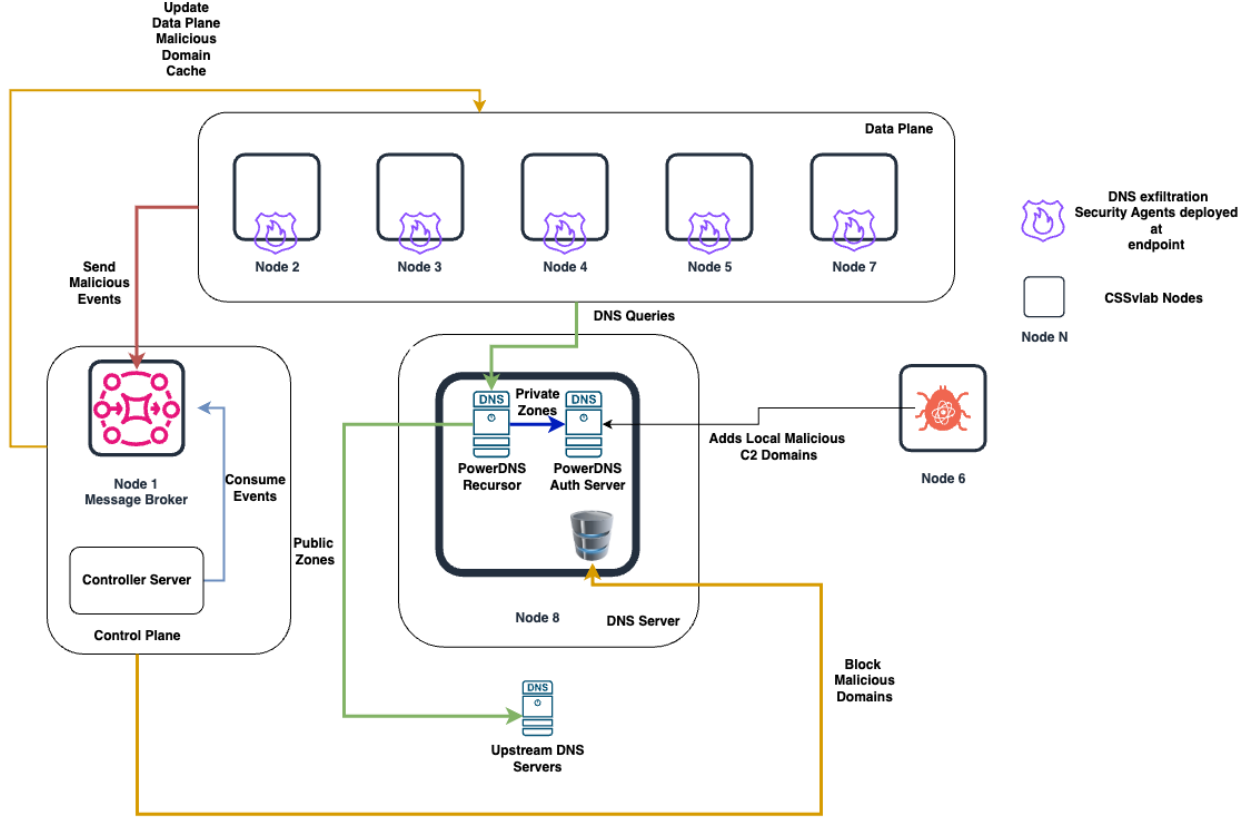 Update
Data Plane
Malicious
Domain
Cache
Data Plane
Node 2
Node 3
Node 4
Node 5
Node 7
DNS exfiltration
Security Agents deployed
at
endpoint
CSSvlab Nodes
Node N
Send
Malicious
Events
DNS Queries
Node 1
Message Broker
Consume
Events
Controller Server
Control Plane
DNS
Private
Zones
DNS
PowerDNS
Recursor
PowerDNS
Auth Server
Node 8
DNS Server
Adds Local Malicious
C2 Domains
Node 6
Public
Zones
Block
Malicious
Domains
DNS
Upstream DNS
Servers